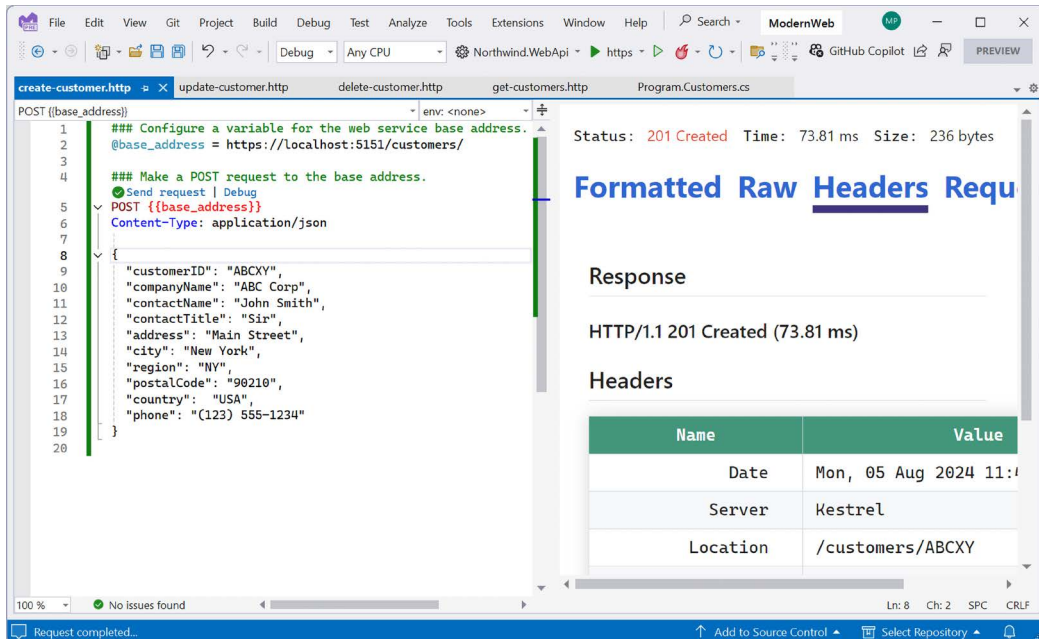 File Edit View Git Project Build Debug Test Analyze Tools Extensions Window Help Search ModernWeb MP
Debug Any CPU Northwind.WebApi https GitHub Copilot PREVIEW
create-customer.http update-customer.http delete-customer.http get-customers.http Program.Customers.cs
POST {{base_address}} env: <none>
1 ### Configure a variable for the web service base address.
2 @base_address = https://localhost:5151/customers/
3
4 ### Make a POST request to the base address.
Send request | Debug
5 POST {{base_address}}
6 Content-Type: application/json
7
8 {
9 "customerID": "ABCXY",
10 "companyName": "ABC Corp",
11 "contactName": "John Smith",
12 "contactTitle": "Sir",
13 "address": "Main Street",
14 "city": "New York",
15 "region": "NY",
16 "postalCode": "90210",
17 "country":  "USA",
18 "phone": "(123) 555-1234"
19 }
20
Status: 201 Created Time: 73.81 ms Size: 236 bytes
Formatted Raw Headers Requ
Response
HTTP/1.1 201 Created (73.81 ms)
Headers
Name Value
Date Mon, 05 Aug 2024 11:
Server Kestrel
Location /customers/ABCXY
100 % No issues found Ln: 8 Ch: 2 SPC CRLF
Request completed... Add to Source Control Select Repository